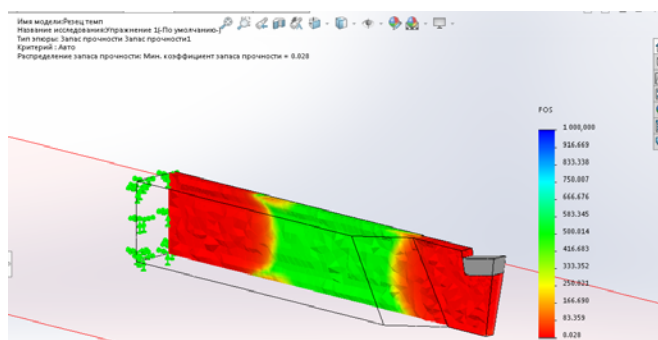 Имя модели:Резец темп
Название исследования:Упражнение 1(-По умолчанию-)
Тип эпюры: Запас прочности Запас прочности1
Критерий : Авто
Распределение запаса прочности: Мин. коэффициент запаса прочности = 0.028
FOS
1 000,000
916.669
833.338
750.007
666.676
583.345
500.014
416.683
333.352
250.021
166.690
83.359
0.028